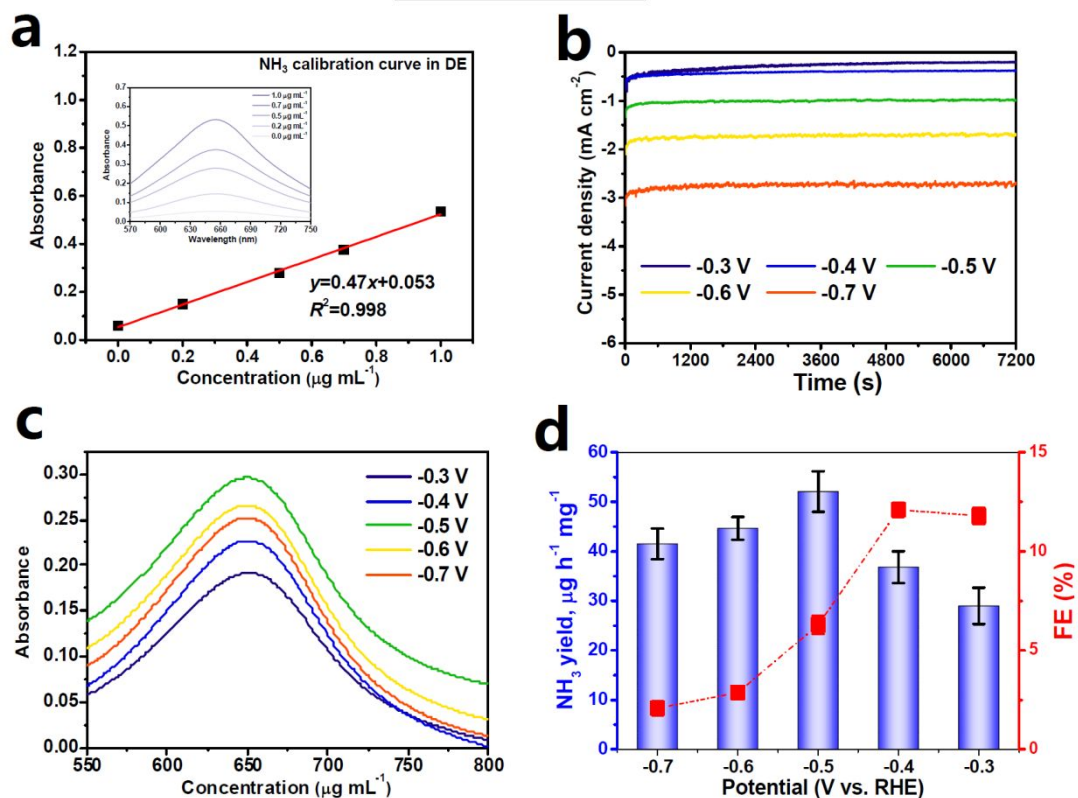 a
Absorbance
1.2
1.0
0.8
0.6
0.4
0.2
0.0
NH₃ calibration curve in DE
Absorbance
0.7
0.6
0.5
0.4
0.3
0.2
0.1
0.0
1.0 μg mL⁻¹
0.7 μg mL⁻¹
0.5 μg mL⁻¹
0.2 μg mL⁻¹
0.0 μg mL⁻¹
570 600 630 660 690 720 750
Wavelength (nm)
y=0.47x+0.053
R²=0.998
0.0 0.2 0.4 0.6 0.8 1.0
Concentration (μg mL⁻¹)
b
Current density (mA cm⁻²)
0
-1
-2
-3
-4
-5
-6
-0.3 V -0.4 V -0.5 V
-0.6 V -0.7 V
0 1200 2400 3600 4800 6000 7200
Time (s)
c
Absorbance
0.30
0.25
0.20
0.15
0.10
0.05
0.00
-0.3 V
-0.4 V
-0.5 V
-0.6 V
-0.7 V
550 600 650 700 750 800
Concentration (μg mL⁻¹)
d
NH₃ yield, μg h⁻¹ mg⁻¹
60
50
40
30
20
10
0
15
10
5
0
FE (%)
-0.7 -0.6 -0.5 -0.4 -0.3
Potential (V vs. RHE)